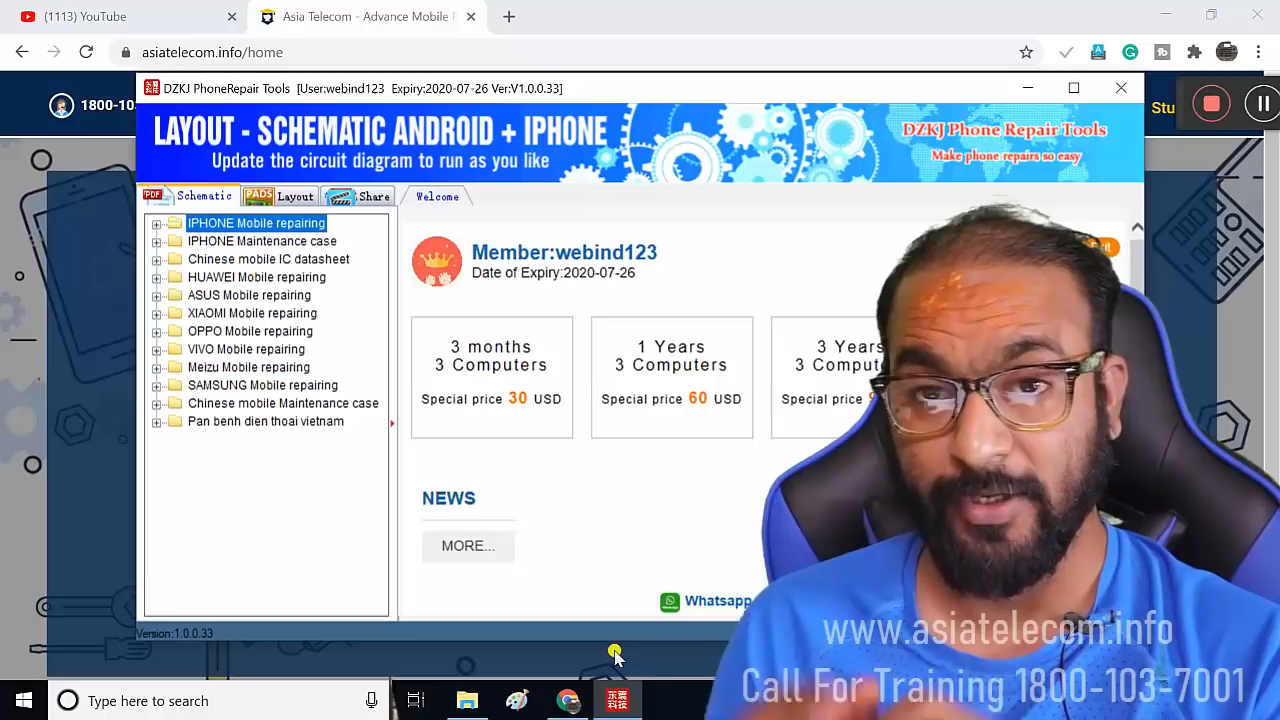 (1113) YouTube
Asia Telecom - Advance Mobile R
asiatelecom.info/home
1800-10
Stu
DZKJ PhoneRepair Tools [User:webind123 Expiry:2020-07-26 Ver:V1.0.0.33]
LAYOUT - SCHEMATIC ANDROID + IPHONE
Update the circuit diagram to run as you like
DZKJ Phone Repair Tools
Make phone repairs so easy
PDF Schematic PADS Layout Share Welcome
IPHONE Mobile repairing
IPHONE Maintenance case
Chinese mobile IC datasheet
HUAWEI Mobile repairing
ASUS Mobile repairing
XIAOMI Mobile repairing
OPPO Mobile repairing
VIVO Mobile repairing
Meizu Mobile repairing
SAMSUNG Mobile repairing
Chinese mobile Maintenance case
Pan benh dien thoai vietnam
Member:webind123
Date of Expiry:2020-07-26
3 months
3 Computers
Special price 30 USD
1 Years
3 Computers
Special price 60 USD
3 Years
3 Comput
Special price
NEWS
MORE...
Whatsapp
Version:1.0.0.33
www.asiatelecom.info
Call For Training 1800-103-7001
Type here to search